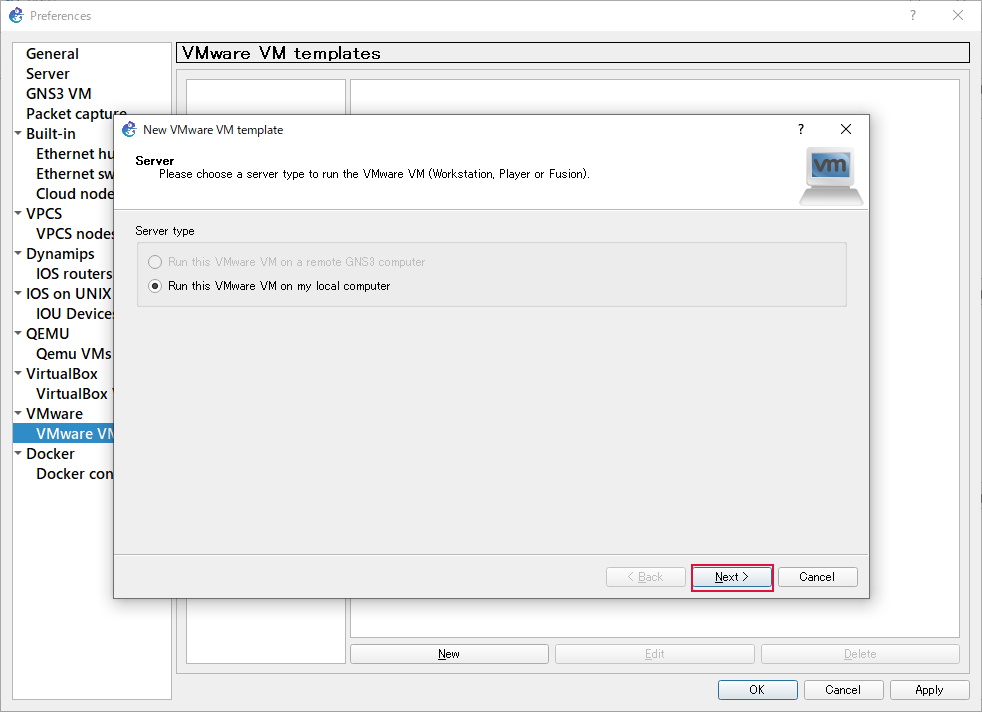 Preferences
?
General
Server
GNS3 VM
Packet capture
Built-in
Ethernet hu
Ethernet sw
Cloud node
VPCS
VPCS nodes
Dynamips
IOS routers
IOS on UNIX
IOU Devices
QEMU
Qemu VMs
VirtualBox
VirtualBox
VMware
VMware VM
Docker
Docker con
VMware VM templates
New VMware VM template
?
Server
Please choose a server type to run the VMware VM (Workstation, Player or Fusion).
vm
Server type
Run this VMware VM on a remote GNS3 computer
Run this VMware VM on my local computer
< Back
Next >
Cancel
New
Edit
Delete
OK
Cancel
Apply